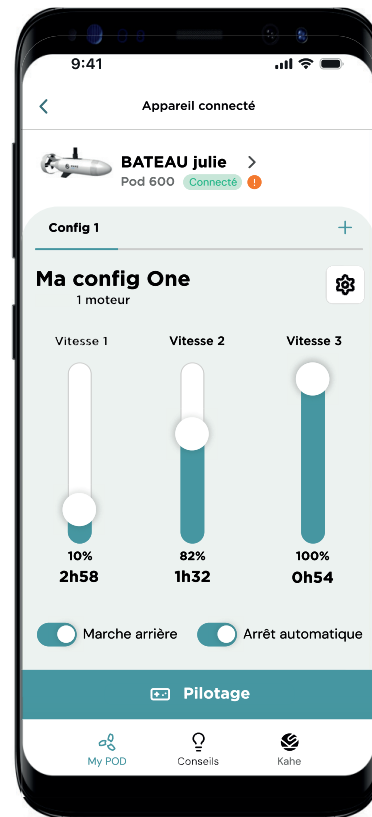 9:41
Appareil connecté
BATEAU julie
Pod 600 Connecté !
Config 1 +
Ma config One
1 moteur
Vitesse 1 Vitesse 2 Vitesse 3
10% 82% 100%
2h58 1h32 0h54
Marche arrière Arrêt automatique
Pilotage
My POD Conseils Kahe